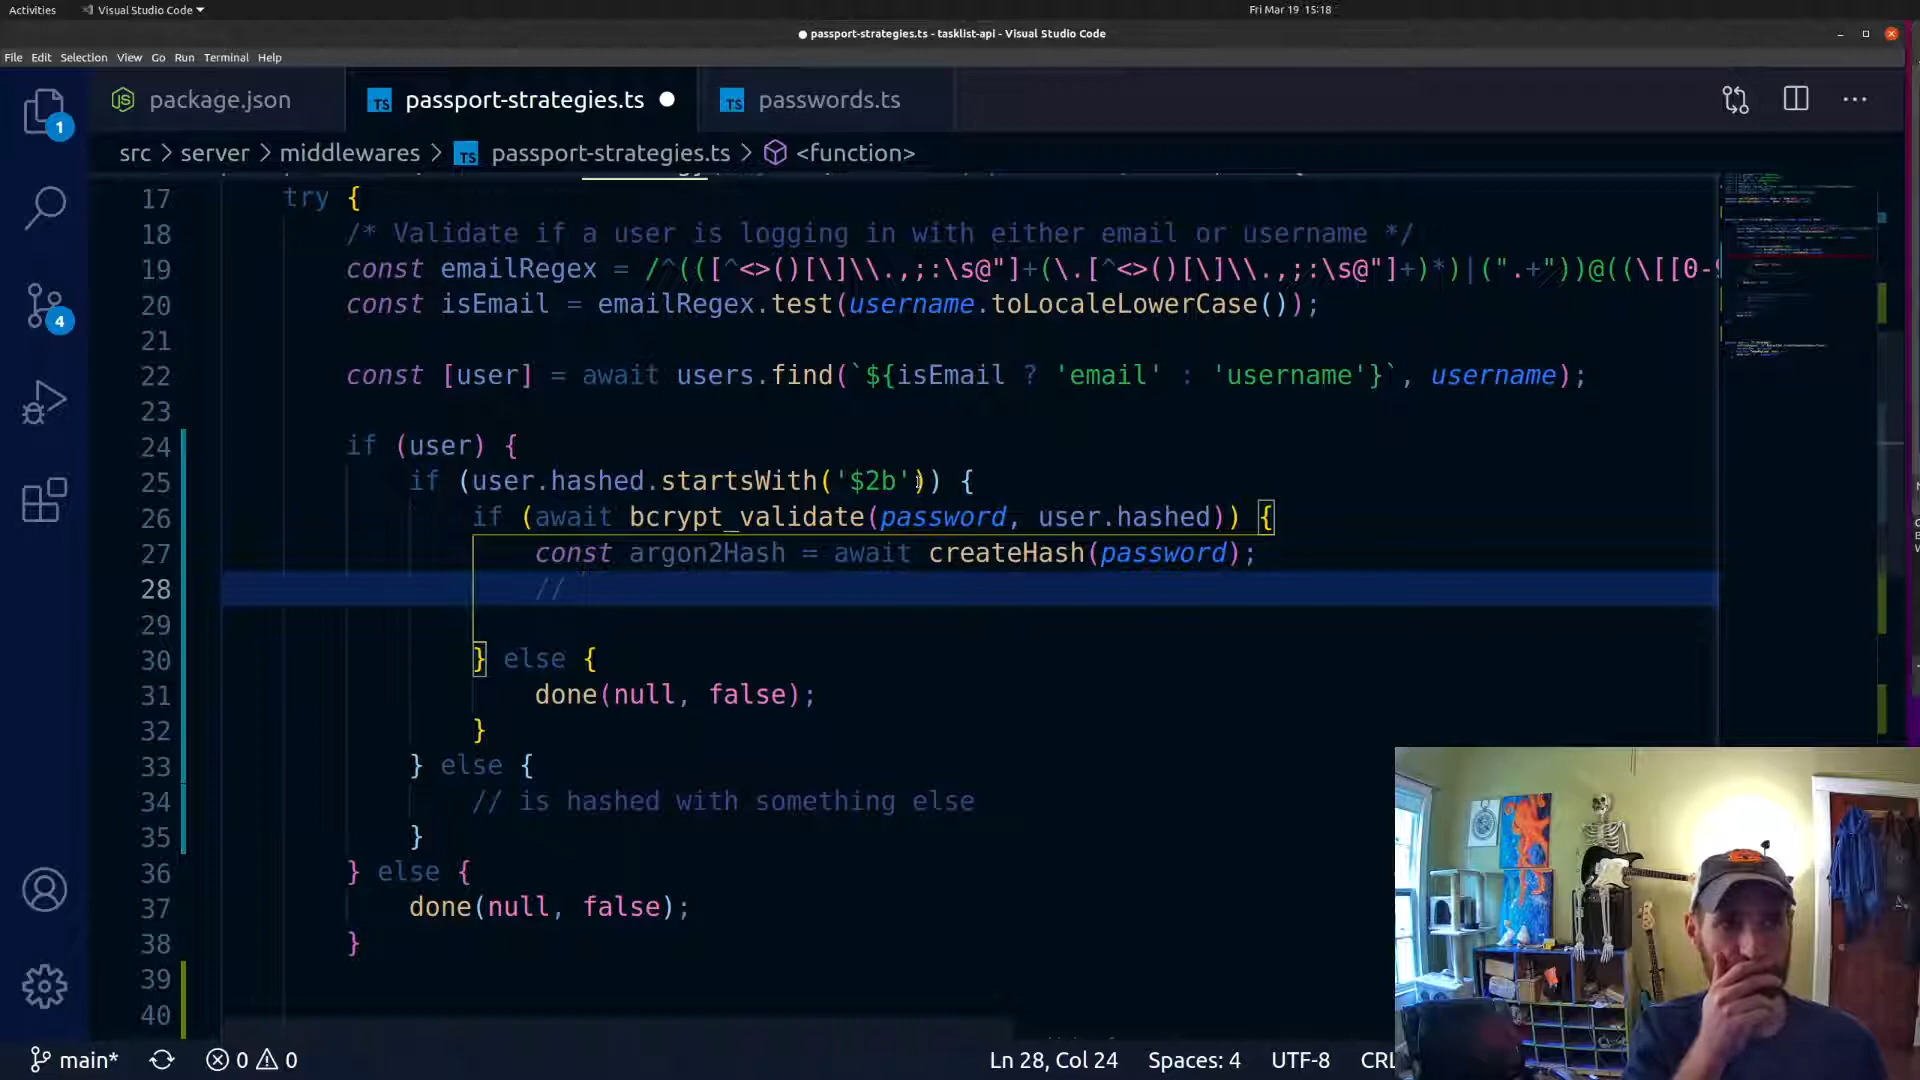 Activities
Visual Studio Code
Fri Mar 19 15:18
● passport-strategies.ts - tasklist-api - Visual Studio Code
File Edit Selection View Go Run Terminal Help
package.json
TS passport-strategies.ts ●
TS passwords.ts
...
src > server > middlewares > TS passport-strategies.ts > <function>
17 try {
18 /* Validate if a user is logging in with either email or username */
19 const emailRegex = /^(([^<>()[\]\\.,;:\s@"]+(\.[^<>()[\]\\.,;:\s@"]+)*)|(".+"))@((\[[0-
20 const isEmail = emailRegex.test(username.toLocaleLowerCase());
21
22 const [user] = await users.find(`${isEmail ? 'email' : 'username'}`, username);
23
24 if (user) {
25 if (user.hashed.startsWith('$2b')) {
26 if (await bcrypt_validate(password, user.hashed)) {
27 const argon2Hash = await createHash(password);
28 //
29
30 } else {
31 done(null, false);
32 }
33 } else {
34 // is hashed with something else
35 }
36 } else {
37 done(null, false);
38 }
39
40
1
4
main* 0 0
Ln 28, Col 24 Spaces: 4 UTF-8 CRL